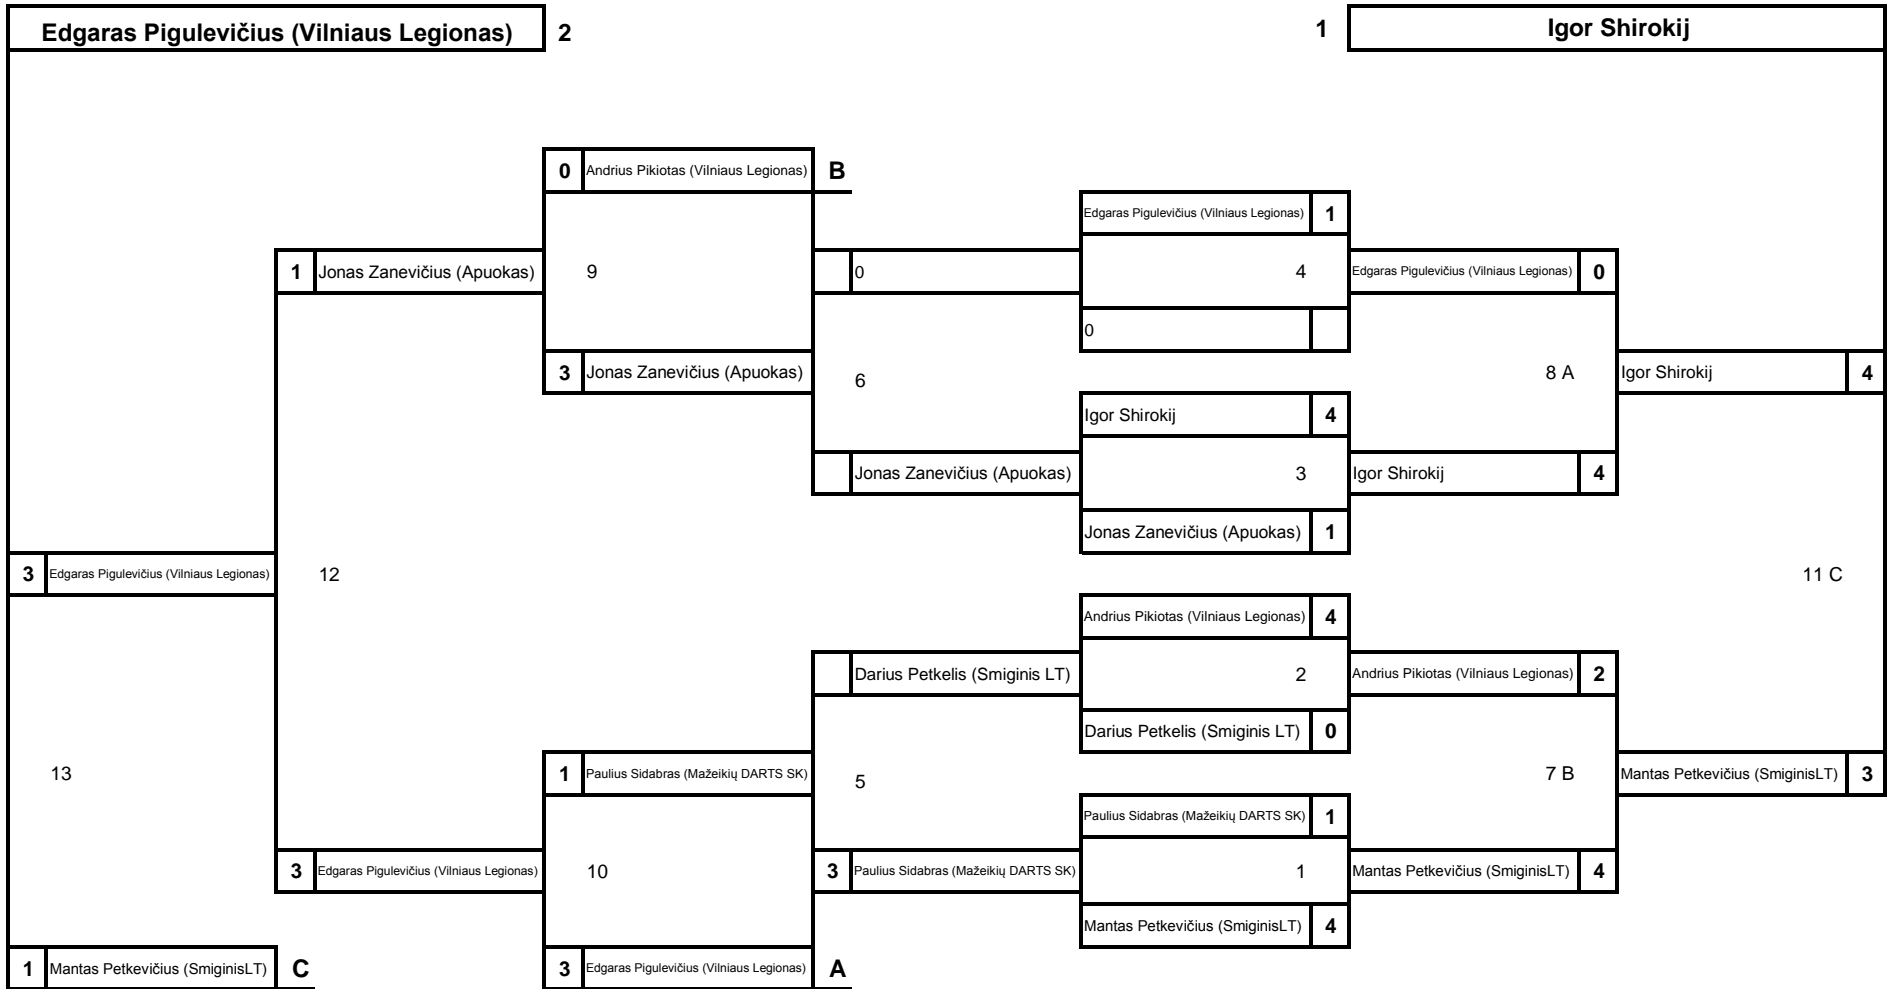 Edgaras Pigulevičius (Vilniaus Legionas) 2
1 Igor Shirokij
0 Andrius Pikiotas (Vilniaus Legionas) B
Edgaras Pigulevičius (Vilniaus Legionas) 1
1 Jonas Zanevičius (Apuokas) 9 0 4 Edgaras Pigulevičius (Vilniaus Legionas) 0
0
3 Jonas Zanevičius (Apuokas) 6 8 A Igor Shirokij 4
Igor Shirokij 4
Jonas Zanevičius (Apuokas) 3 Igor Shirokij 4
Jonas Zanevičius (Apuokas) 1
3 Edgaras Pigulevičius (Vilniaus Legionas) 12 11 C
Andrius Pikiotas (Vilniaus Legionas) 4
Darius Petkelis (Smiginis LT) 2 Andrius Pikiotas (Vilniaus Legionas) 2
Darius Petkelis (Smiginis LT) 0
13 1 Paulius Sidabras (Mažeikių DARTS SK) 5 7 B Mantas Petkevičius (SmiginisLT) 3
Paulius Sidabras (Mažeikių DARTS SK) 1
3 Edgaras Pigulevičius (Vilniaus Legionas) 10 3 Paulius Sidabras (Mažeikių DARTS SK) 1 Mantas Petkevičius (SmiginisLT) 4
Mantas Petkevičius (SmiginisLT) 4
1 Mantas Petkevičius (SmiginisLT) C 3 Edgaras Pigulevičius (Vilniaus Legionas) A